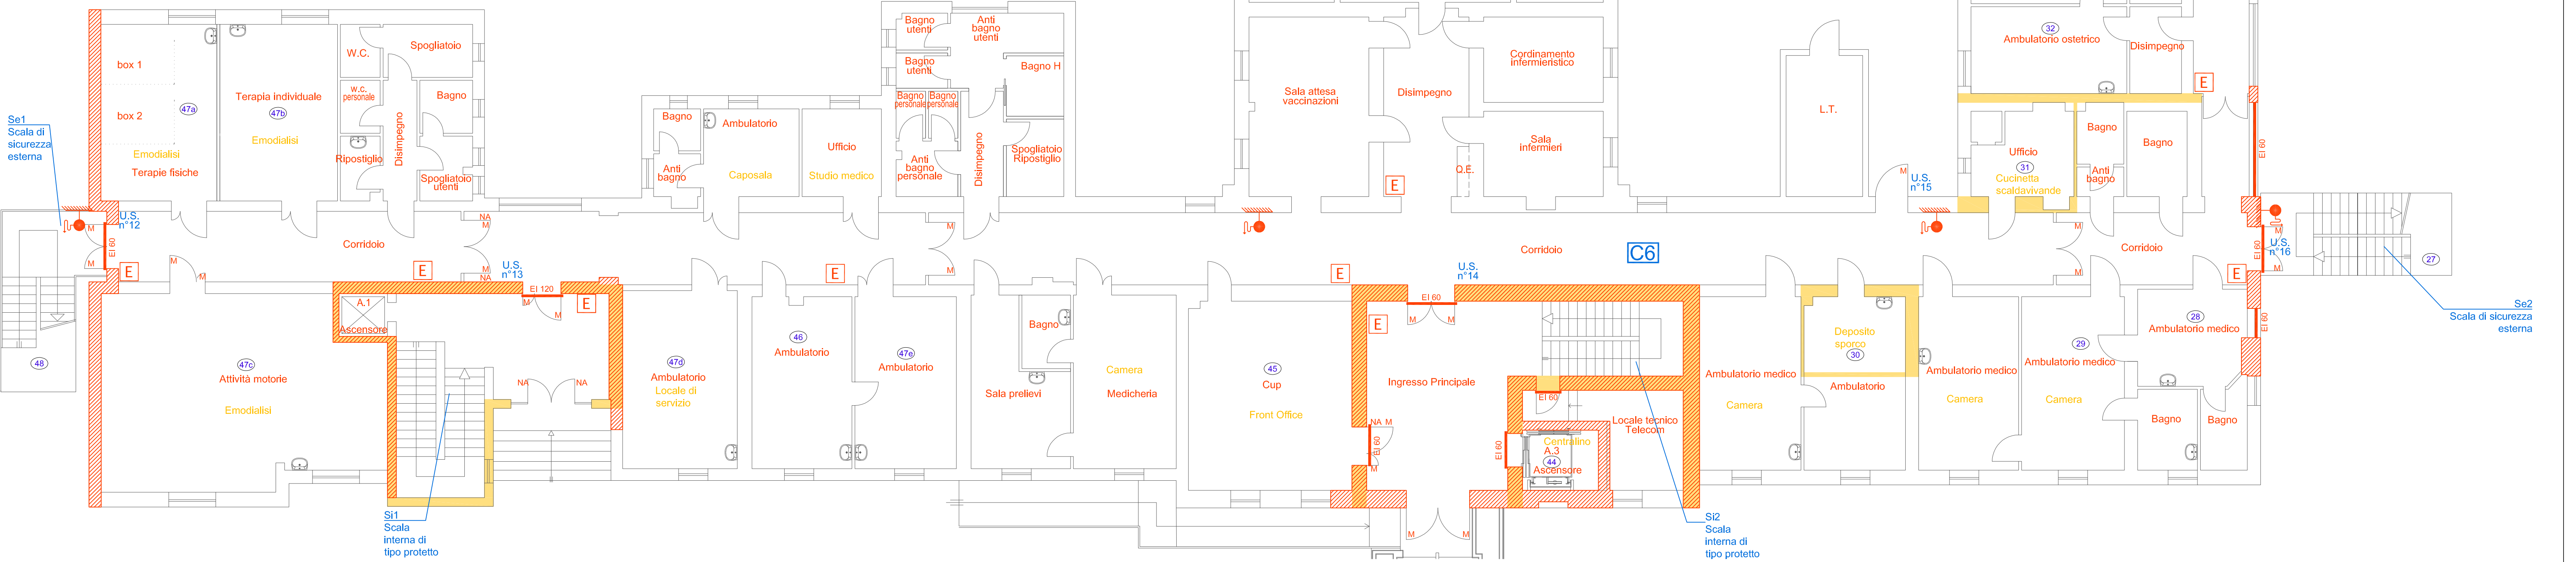 Bagno
utenti
Anti
bagno
utenti
Bagno
utenti
Bagno H
W.C.
Spogliatoio
box 1
Terapia individuale
47a
47b
w.c.
personale
Bagno
box 2
Emodialisi
Emodialisi
Terapie fisiche
Ripostiglio
Disimpegno
Spogliatoio
utenti
Se1
Scala di
sicurezza
esterna
U.S.
n°12
Bagno
Ambulatorio
Ufficio
Anti
bagno
Caposala
Studio medico
Bagno
personale
Bagno
personale
Anti
bagno
personale
Disimpegno
Spogliatoio
Ripostiglio
Sala attesa
vaccinazioni
Disimpegno
Cordinamento
infermieristico
Sala
infermieri
Q.E.
E
L.T.
M
U.S.
n°15
32
Ambulatorio ostetrico
Disimpegno
E
Ufficio
31
Cucinetta
scaldavivande
Bagno
Anti
bagno
Bagno
EI 60
M
M
EI 60
E
Corridoio
NA
M
M
NA
E
U.S.
n°13
M
M
E
M
M
E
Corridoio
C6
U.S.
n°14
M
M
Corridoio
E
M
M
EI 60
U.S.
n°16
27
Se2
Scala di sicurezza
esterna
48
M
M
A.1
Ascensore
EI 120
M
M
E
NA
NA
47c
Attività motorie
Emodialisi
Si1
Scala
interna di
tipo protetto
47d
Ambulatorio
Locale di
servizio
46
Ambulatorio
47e
Ambulatorio
Bagno
Sala prelievi
Camera
Medicheria
45
Cup
Front Office
E
EI 60
M
M
Ingresso Principale
NA M
EI 60
M
EI 60
EI 60
Locale tecnico
Telecom
Centralino
A.3
44
Ascensore
M
M
Si2
Scala
interna di
tipo protetto
Ambulatorio medico
Camera
Deposito
sporco
30
Ambulatorio
Ambulatorio medico
Camera
29
Ambulatorio medico
Camera
28
Ambulatorio medico
EI 60
Bagno
Bagno